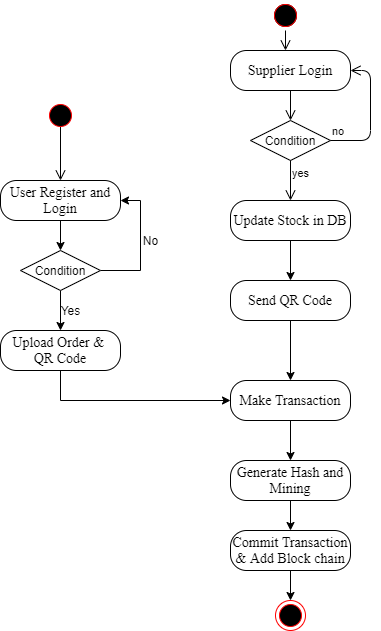 Supplier Login
Condition
no
yes
User Register and
Login
Condition
No
Yes
Upload Order &
QR Code
Update Stock in DB
Send QR Code
Make Transaction
Generate Hash and
Mining
Commit Transaction
& Add Block chain